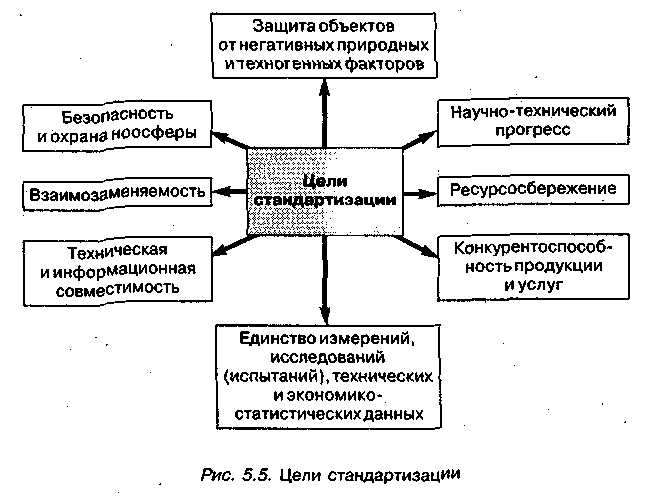 Защита объектов
от негативных природных
и техногенных факторов
Безопасность
и охрана ноосферы
Научно-технический
прогресс
Цели
стандартизации
Взаимозаменяемость
Ресурсосбережение
Техническая
и информационная
совместимость
Конкурентоспособ-
ность продукции
и услуг
Единство измерений,
исследований
(испытаний), технических
и экономико-
статистических данных
Рис. 5.5. Цели стандартизации